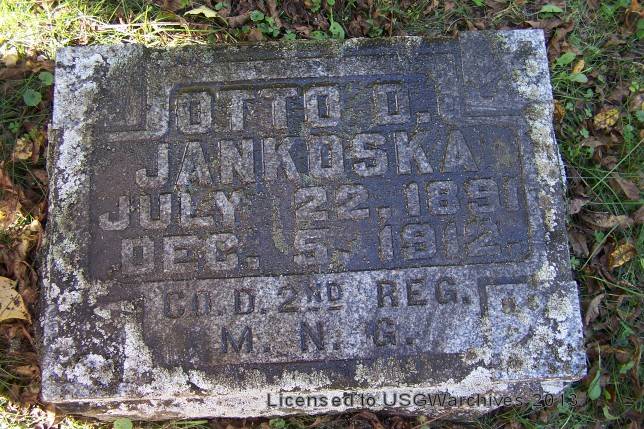 OTTO D.
JANKOSKA
JULY 22, 1891
DEC. 5, 1912.
CO. D. 2ND REG.
M. N. G.
Licensed to USGWarchives 2013